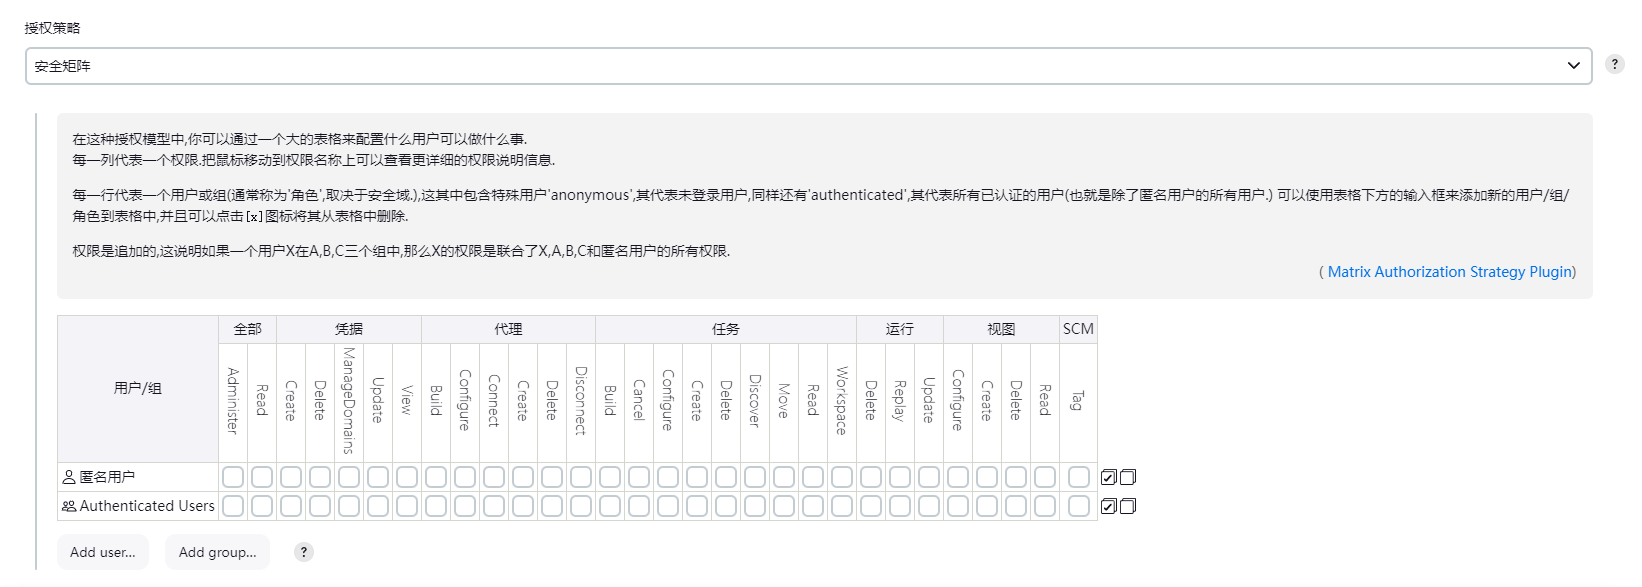 授权策略
安全矩阵
?
在这种授权模型中,你可以通过一个大的表格来配置什么用户可以做什么事.
每一列代表一个权限.把鼠标移动到权限名称上可以查看更详细的权限说明信息.
每一行代表一个用户或组(通常称为'角色',取决于安全域.),这其中包含特殊用户'anonymous',其代表未登录用户,同样还有'authenticated',其代表所有已认证的用户(也就是除了匿名用户的所有用户.) 可以使用表格下方的输入框来添加新的用户/组/
角色到表格中,并且可以点击[x]图标将其从表格中删除.
权限是追加的,这说明如果一个用户X在A,B,C三个组中,那么X的权限是联合了X,A,B,C和匿名用户的所有权限.
( Matrix Authorization Strategy Plugin)
用户/组 全部 凭据 代理 任务 运行 视图 SCM
Administer Read Create Delete ManageDomains Update View Build Configure Connect Create Delete Disconnect Build Cancel Configure Create Delete Discover Move Read Workspace Delete Replay Update Configure Create Delete Read Tag
匿名用户
Authenticated Users
Add user... Add group... ?